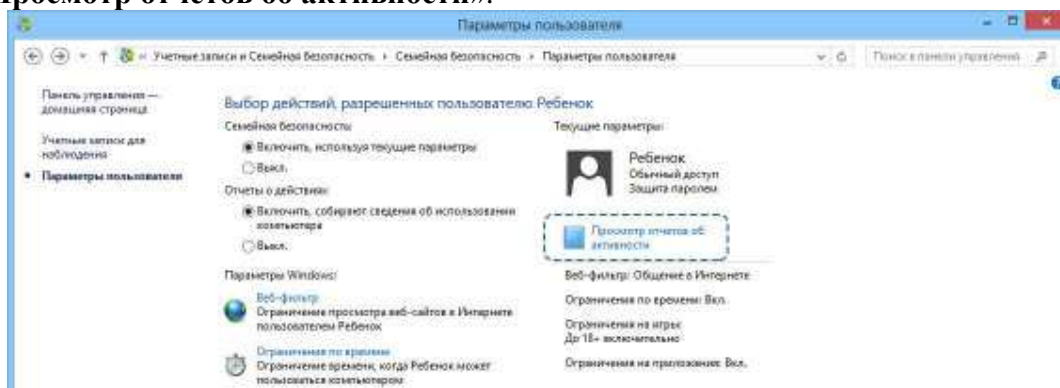 росмотр отчетов об активности».
Параметры пользователя
« Учетные записи и Семейная безопасность ▸ Семейная безопасность ▸ Параметры пользователя
Поиск в панели управления
Панель управления —
домашняя страница
Учетные записи для
наблюдения
• Параметры пользователя
Выбор действий, разрешенных пользователю Ребенок
Семейная безопасность:
Включить, используя текущие параметры
Выкл.
Отчеты о действиях:
Включить, собирают сведения об использовании
компьютера
Выкл.
Параметры Windows:
Веб-фильтр
Ограничение просмотра веб-сайтов в Интернете
пользователем Ребенок
Ограничения по времени
Ограничение времени, когда Ребенок может
пользоваться компьютером
Текущие параметры:
Ребенок
Обычный доступ
Защита паролем
Просмотр отчетов об
активности
Веб-фильтр: Общение в Интернете
Ограничения по времени: Вкл.
Ограничения на игры:
До 18+ включительно
Ограничения на приложения: Вкл.